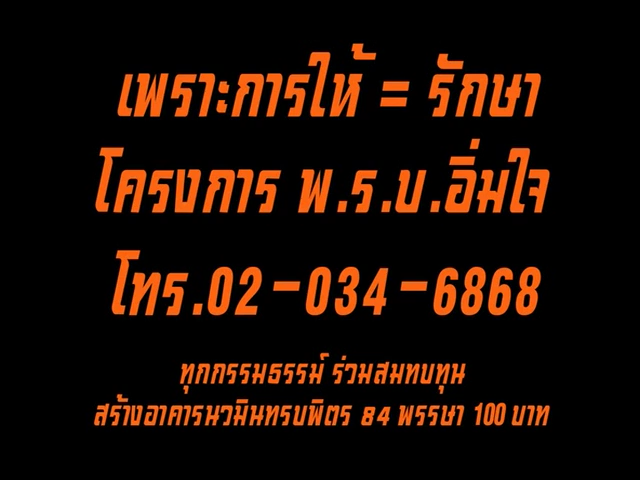 เพราะการให้ = รักษา
โครงการ พ.ร.บ.อิ่มใจ
โทร.02-034-6868
ทุกกรรมธรรม์ ร่วมสมทบทุน
สร้างอาคารนวมินทรบพิตร 84 พรรษา 100 บาท